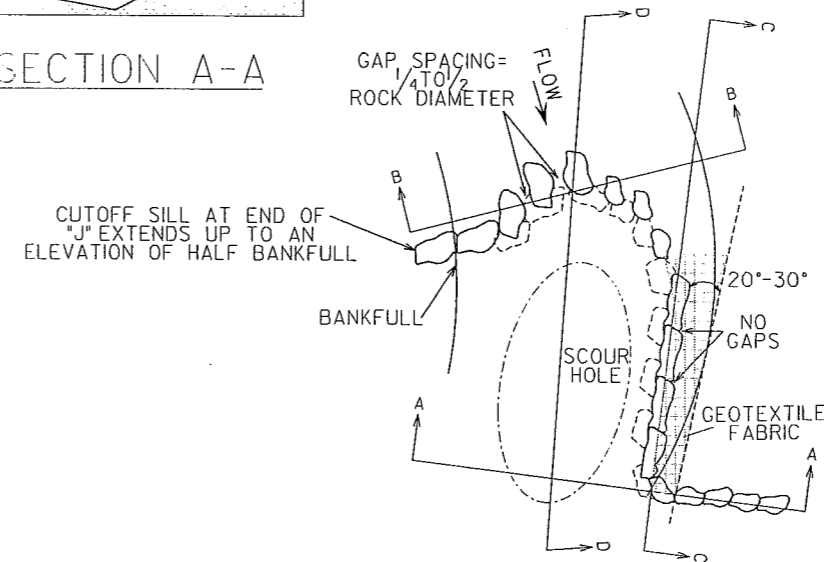 SECTION A-A
GAP SPACING=
1/4 TO 1/2
ROCK DIAMETER
FLOW
D
C
B
B
CUTOFF SILL AT END OF
"J" EXTENDS UP TO AN
ELEVATION OF HALF BANKFULL
BANKFULL
20°-30°
NO
GAPS
SCOUR
HOLE
GEOTEXTILE
FABRIC
A
A
D
C